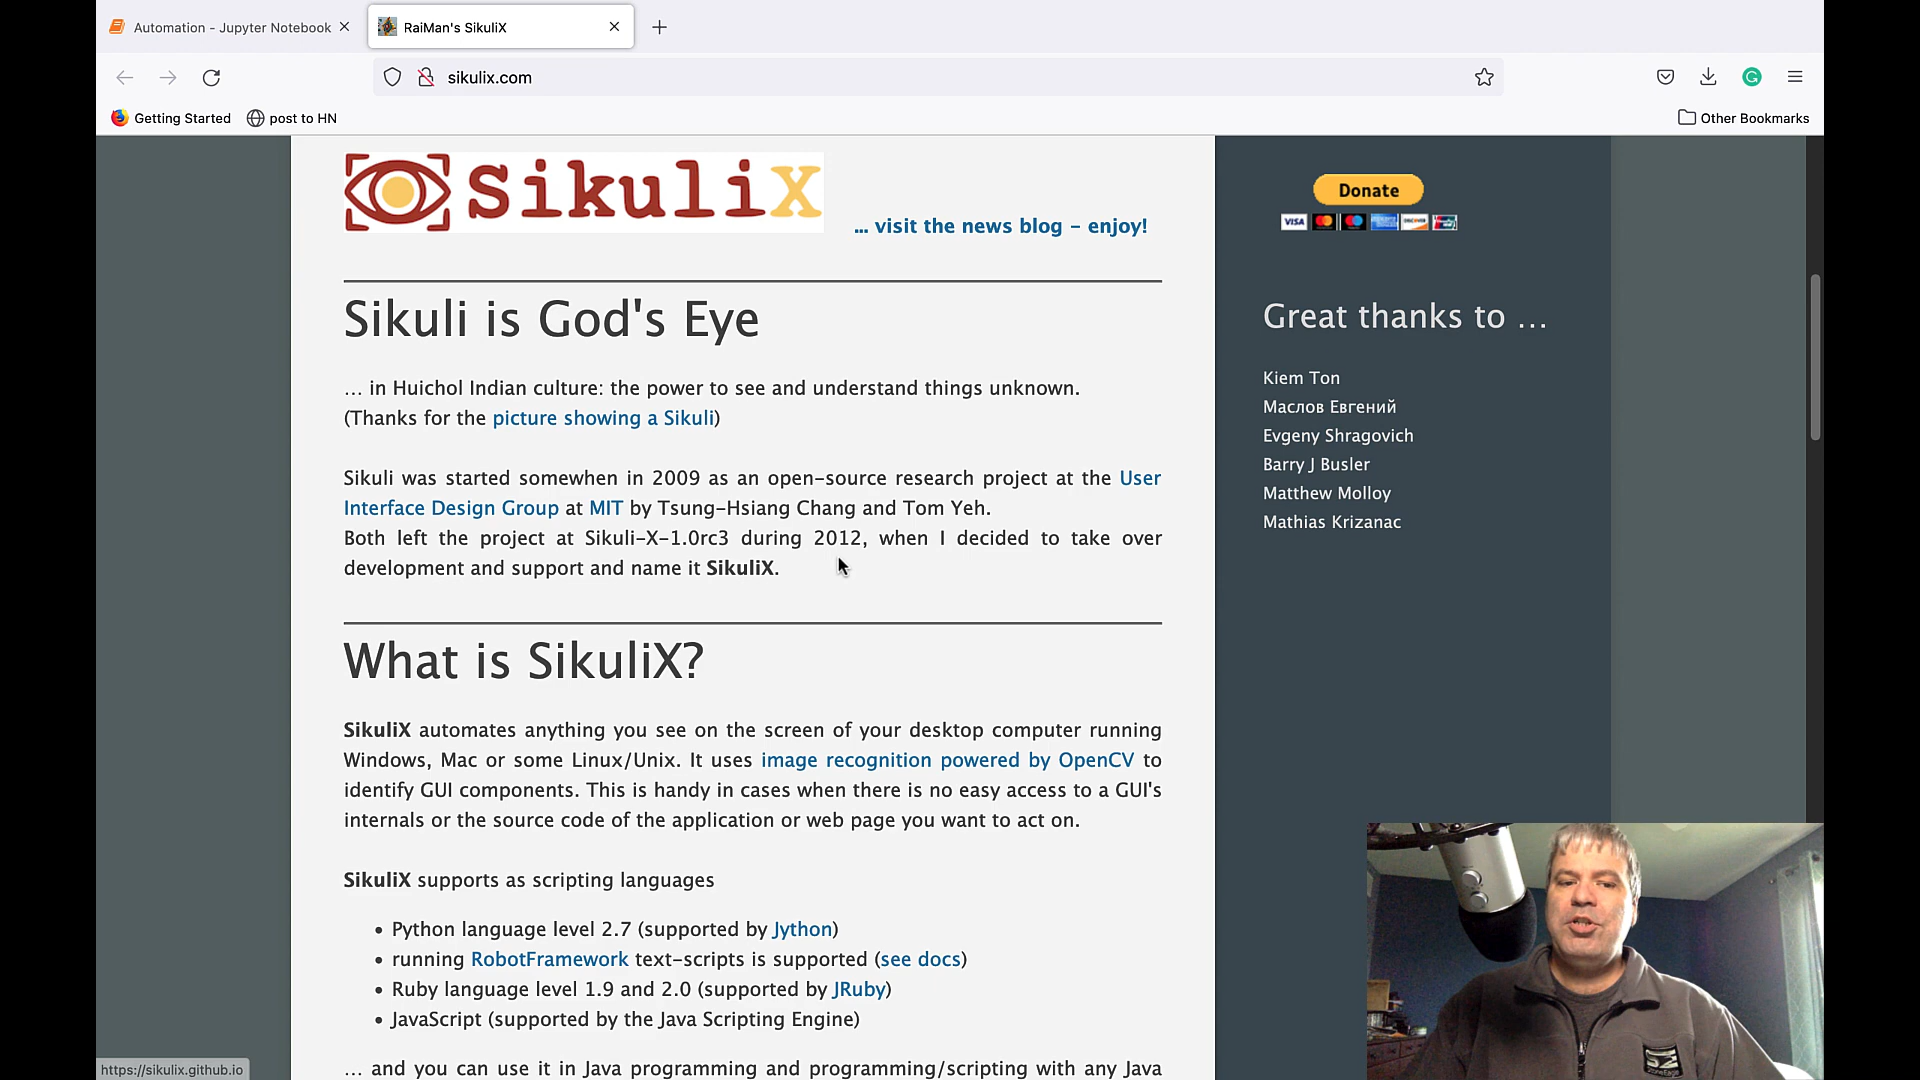 Automation - Jupyter Notebook
RaiMan's SikuliX
sikulix.com
Getting Started
post to HN
Other Bookmarks
SikuliX
... visit the news blog – enjoy!
Sikuli is God's Eye
… in Huichol Indian culture: the power to see and understand things unknown.
(Thanks for the picture showing a Sikuli)
Sikuli was started somewhen in 2009 as an open-source research project at the User
Interface Design Group at MIT by Tsung-Hsiang Chang and Tom Yeh.
Both left the project at Sikuli-X-1.0rc3 during 2012, when I decided to take over
development and support and name it SikuliX.
What is SikuliX?
SikuliX automates anything you see on the screen of your desktop computer running
Windows, Mac or some Linux/Unix. It uses image recognition powered by OpenCV to
identify GUI components. This is handy in cases when there is no easy access to a GUI's
internals or the source code of the application or web page you want to act on.
SikuliX supports as scripting languages
• Python language level 2.7 (supported by Jython)
• running RobotFramework text-scripts is supported (see docs)
• Ruby language level 1.9 and 2.0 (supported by JRuby)
• JavaScript (supported by the Java Scripting Engine)
… and you can use it in Java programming and programming/scripting with any Java
Donate
VISA
Great thanks to …
Kiem Ton
Маслов Евгений
Evgeny Shragovich
Barry J Busler
Matthew Molloy
Mathias Krizanac
https://sikulix.github.io